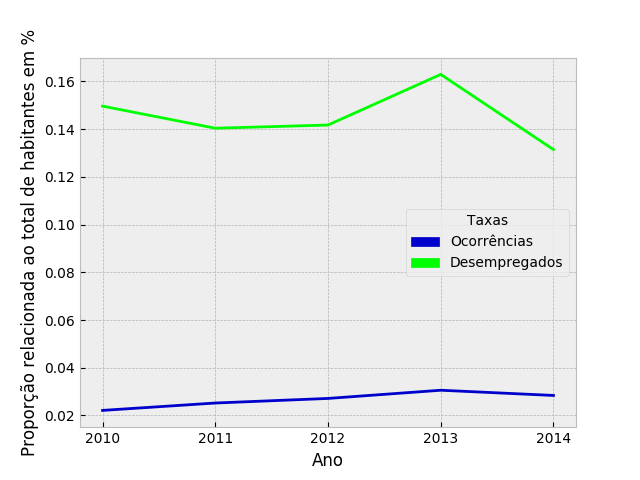 Proporção relacionada ao total de habitantes em %
0.16
0.14
0.12
0.10
0.08
0.06
0.04
0.02
Taxas
Ocorrências
Desempregados
2010 2011 2012 2013 2014
Ano